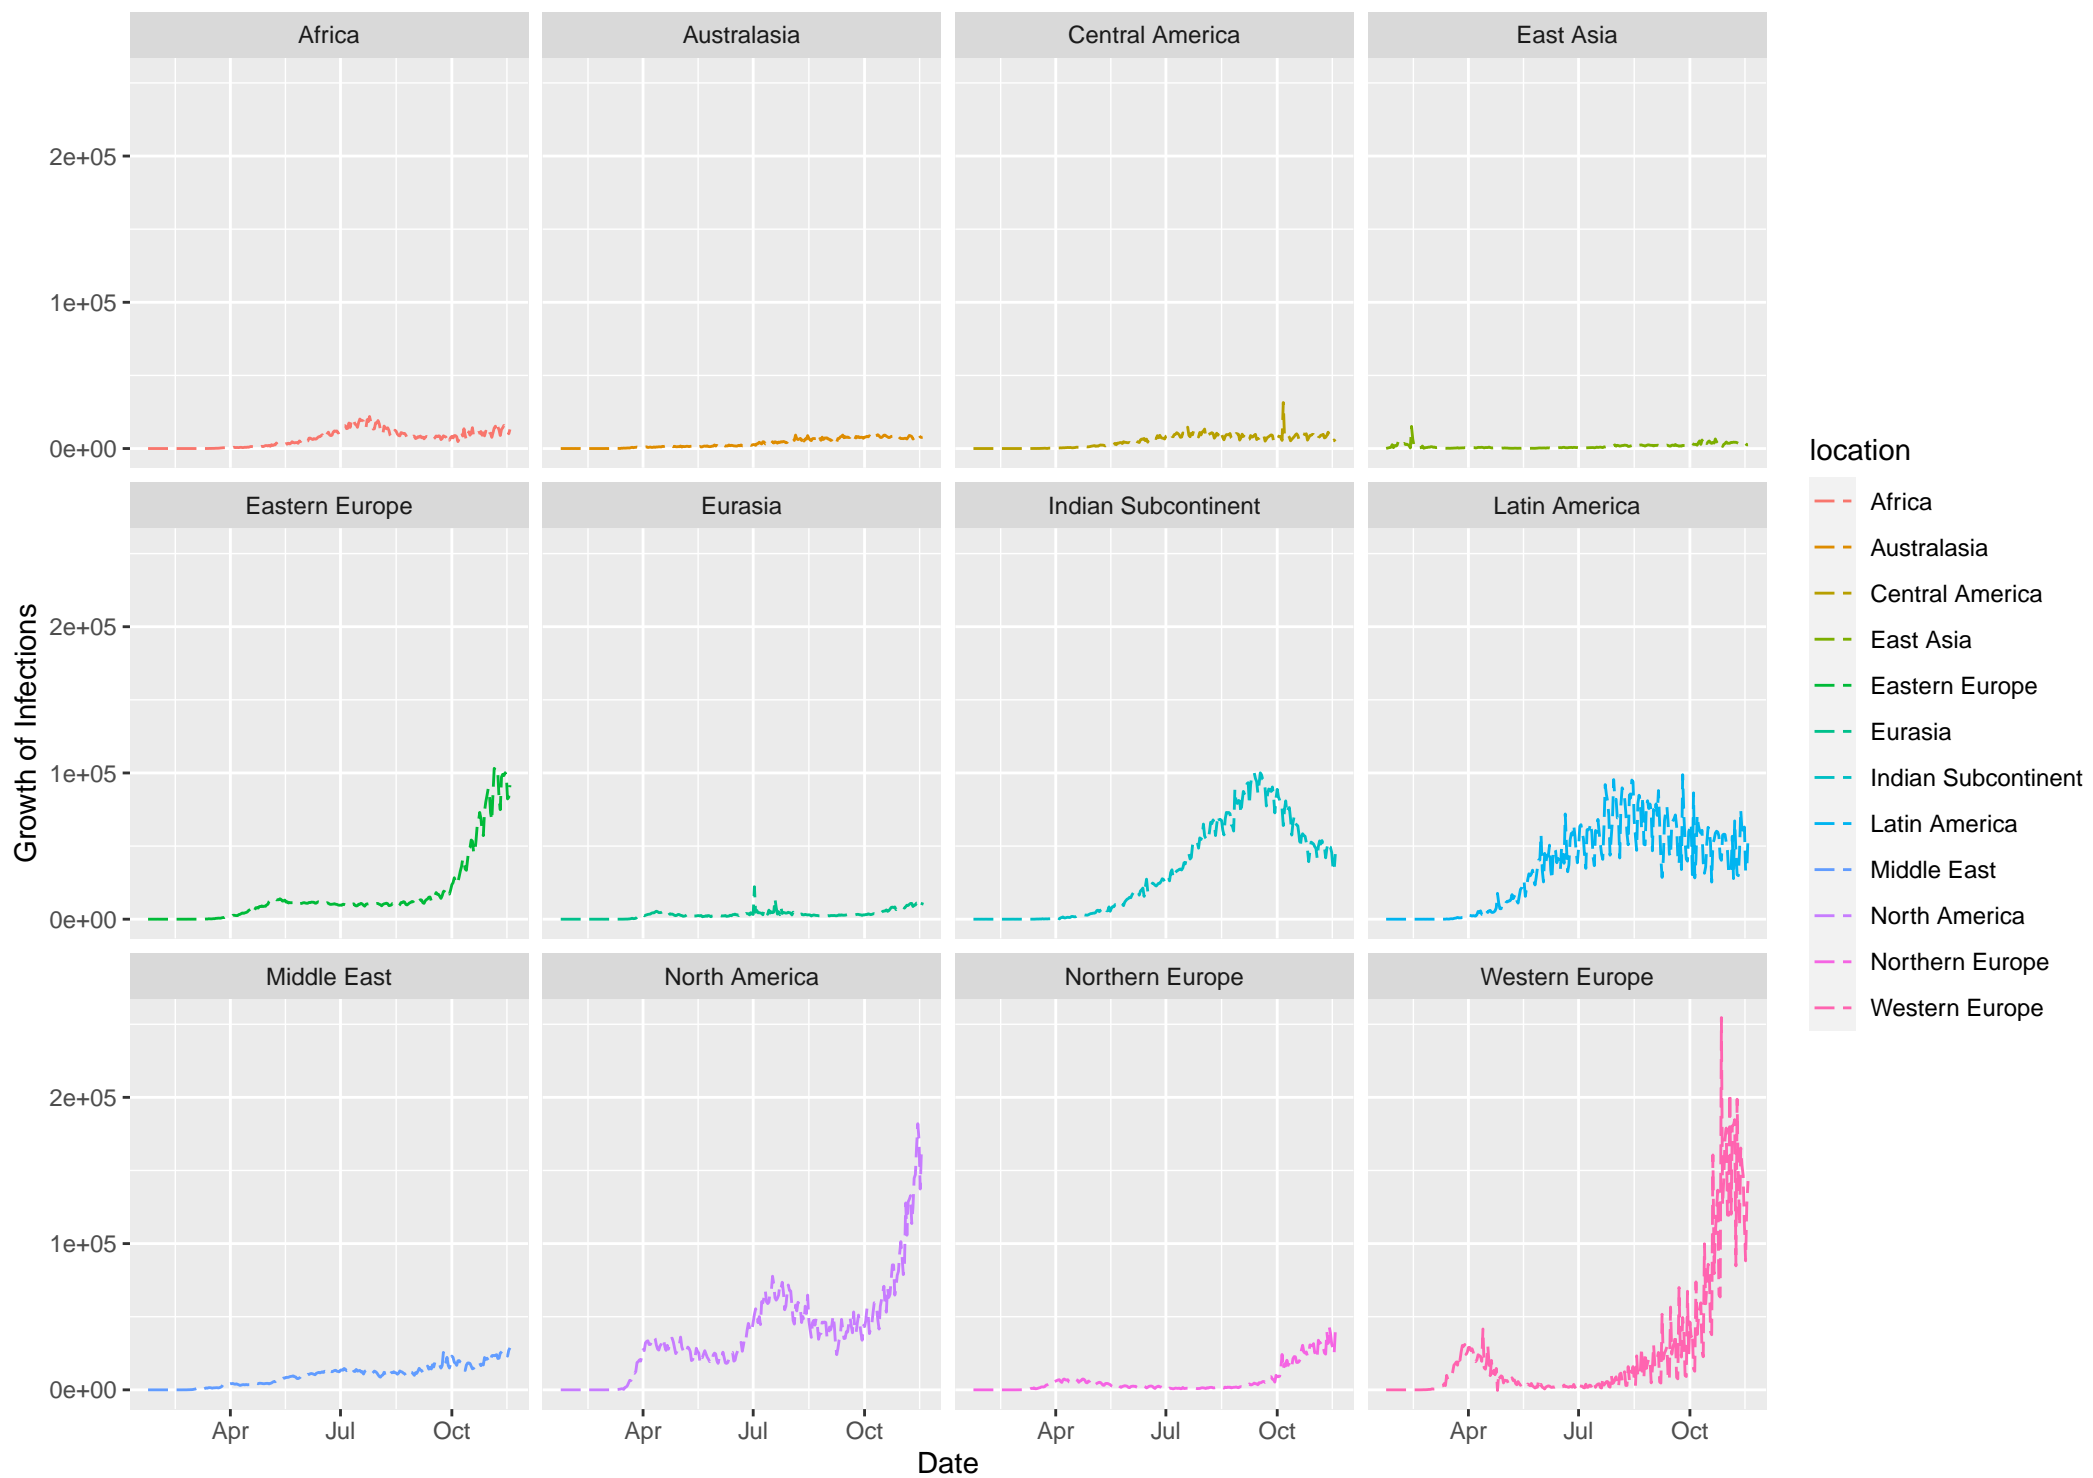 Africa
Australasia
Central America
East Asia
2e+05
1e+05
0e+00
Eastern Europe
Eurasia
Indian Subcontinent
Latin America
2e+05
1e+05
0e+00
Middle East
North America
Northern Europe
Western Europe
2e+05
1e+05
0e+00
Apr Jul Oct
Apr Jul Oct
Apr Jul Oct
Apr Jul Oct
Date
Growth of Infections
location
Africa
Australasia
Central America
East Asia
Eastern Europe
Eurasia
Indian Subcontinent
Latin America
Middle East
North America
Northern Europe
Western Europe